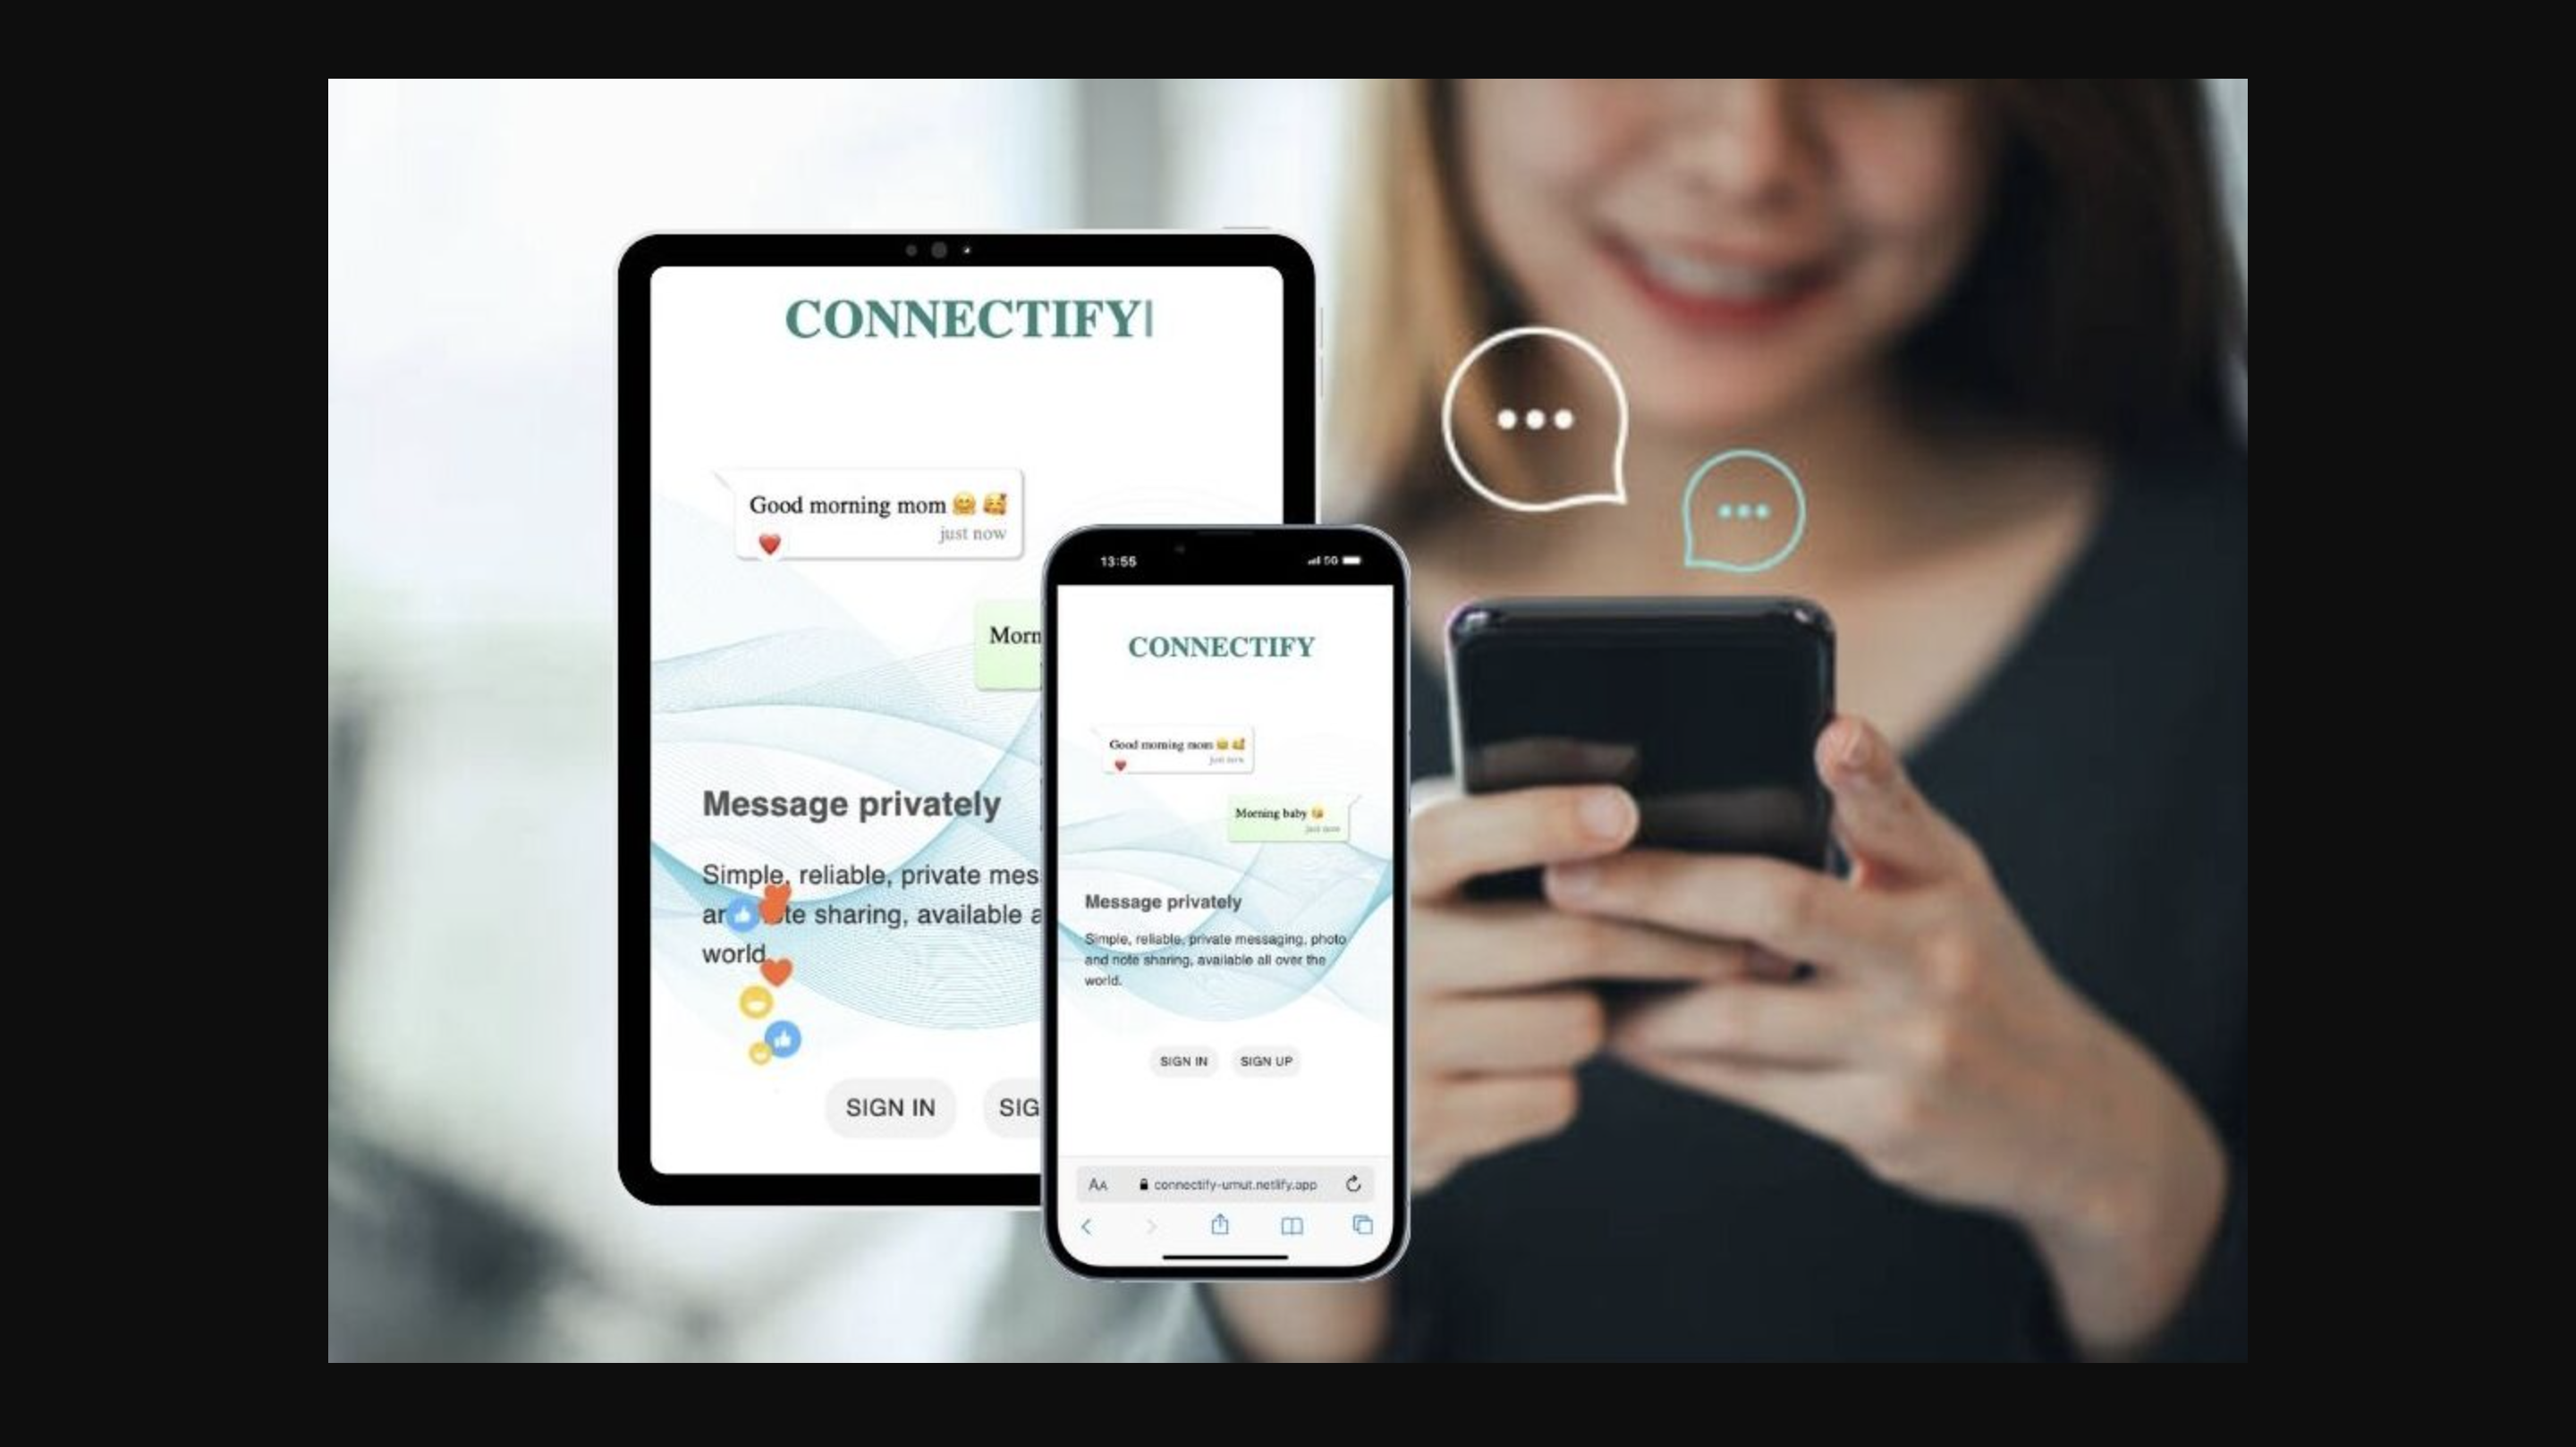 CONNECTIFY
Good morning mom 🤗 🥰
just now
❤️
Morn
Message privately
Simple, reliable, private mes
te sharing, available a
world.
SIGN IN
SIG
13:55
5G
CONNECTIFY
Good morning mom 🤗 🥰
just now
❤️
Morning baby 😘
just now
Message privately
Simple, reliable, private messaging, photo
and note sharing, available all over the
world.
SIGN IN SIGN UP
AA connectify-umut.netlify.app